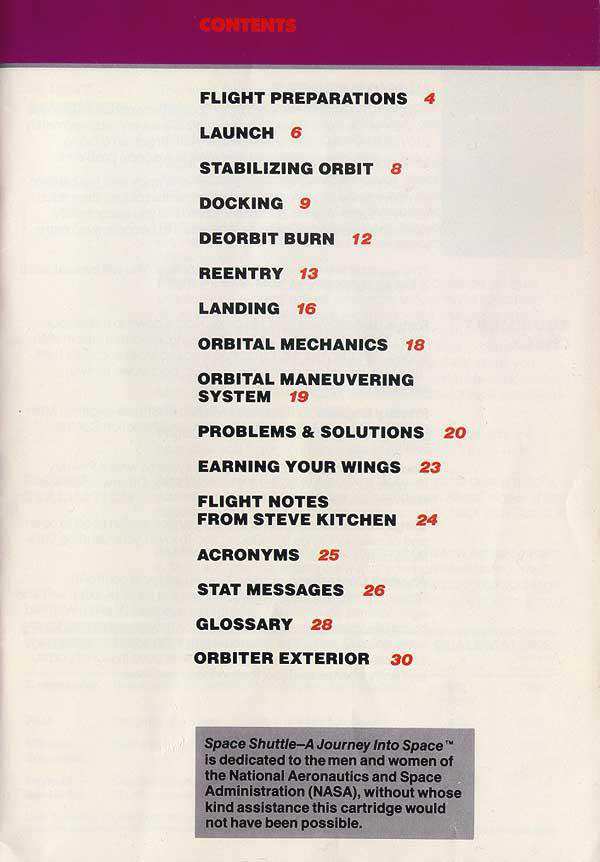 CONTENTS
FLIGHT PREPARATIONS 4
LAUNCH 6
STABILIZING ORBIT 8
DOCKING 9
DEORBIT BURN 12
REENTRY 13
LANDING 16
ORBITAL MECHANICS 18
ORBITAL MANEUVERING
SYSTEM 19
PROBLEMS & SOLUTIONS 20
EARNING YOUR WINGS 23
FLIGHT NOTES
FROM STEVE KITCHEN 24
ACRONYMS 25
STAT MESSAGES 26
GLOSSARY 28
ORBITER EXTERIOR 30
Space Shuttle–A Journey Into Space™
is dedicated to the men and women of
the National Aeronautics and Space
Administration (NASA), without whose
kind assistance this cartridge would
not have been possible.